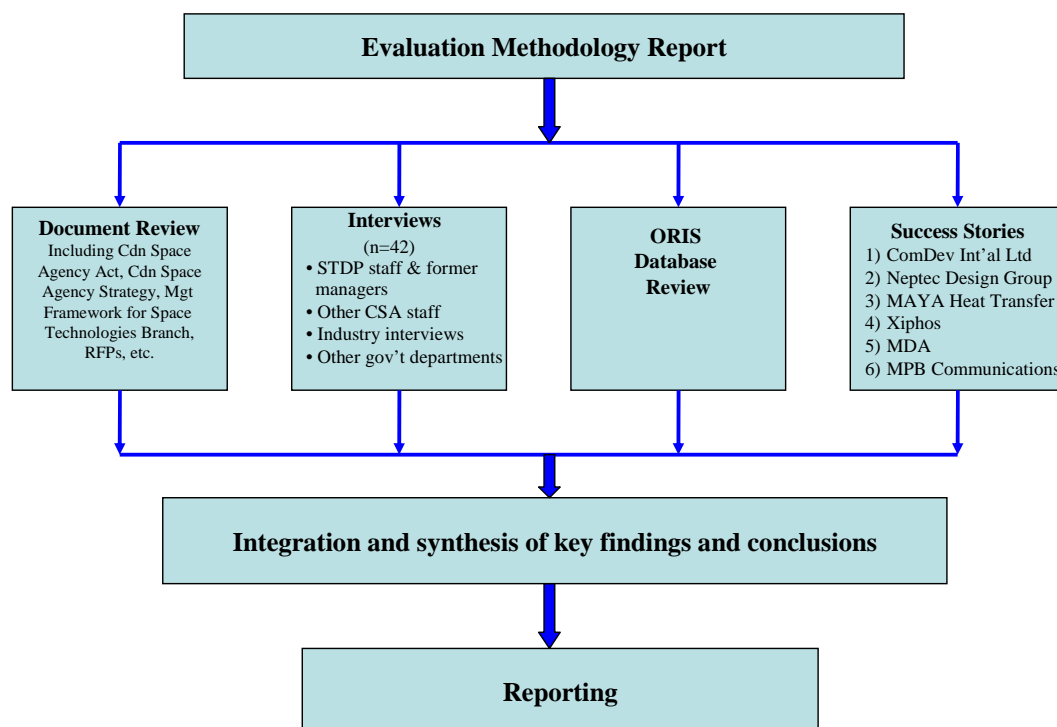 Evaluation Methodology Report
Document Review
Including Cdn Space
Agency Act, Cdn Space
Agency Strategy, Mgt
Framework for Space
Technologies Branch,
RFPs, etc.
Interviews
(n=42)
• STDP staff & former
managers
• Other CSA staff
• Industry interviews
• Other gov't departments
ORIS
Database
Review
Success Stories
1) ComDev Int'al Ltd
2) Neptec Design Group
3) MAYA Heat Transfer
4) Xiphos
5) MDA
6) MPB Communications
Integration and synthesis of key findings and conclusions
Reporting